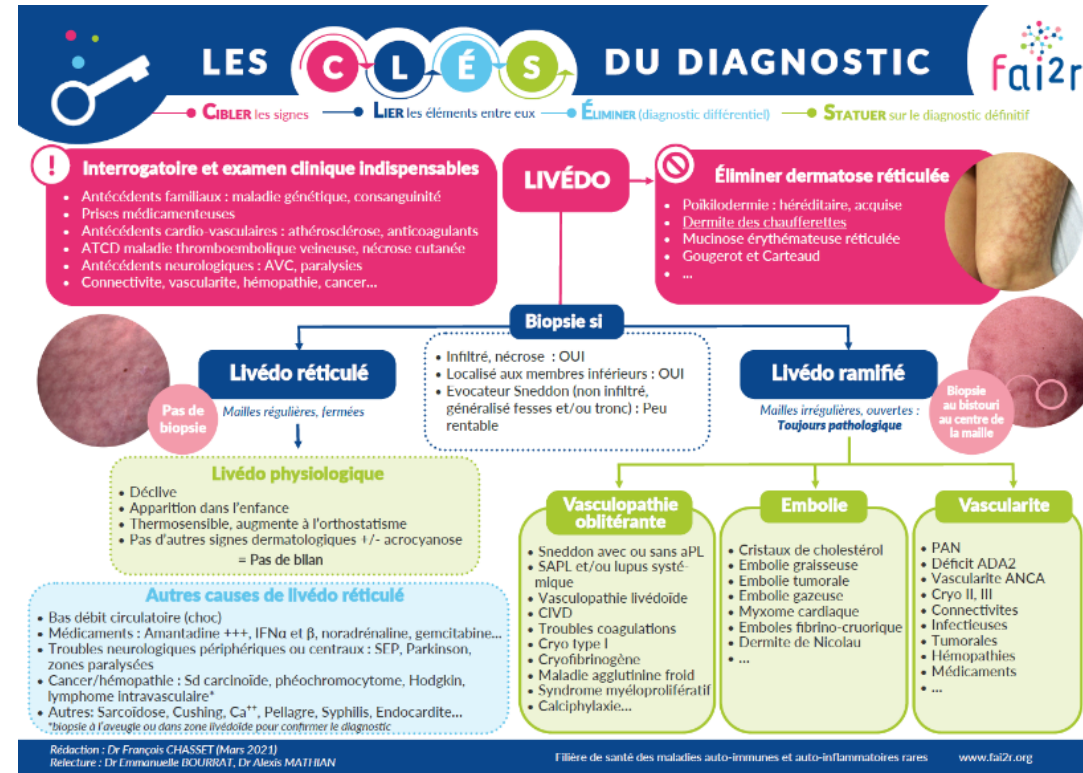 LES CLÉS DU DIAGNOSTIC
fai2r
CIBLER les signes
LIER les éléments entre eux
ÉLIMINER (diagnostic différentiel)
STATUER sur le diagnostic définitif
!
Interrogatoire et examen clinique indispensables
• Antécédents familiaux : maladie génétique, consanguinité
• Prises médicamenteuses
• Antécédents cardio-vasculaires : athérosclérose, anticoagulants
• ATCD maladie thromboembolique veineuse, nécrose cutanée
• Antécédents neurologiques : AVC, paralysies
• Connectivite, vascularite, hémopathie, cancer...
LIVÉDO
Éliminer dermatose réticulée
• Poïkilodermie : héréditaire, acquise
• Dermite des chaufferettes
• Mucinose érythémateuse réticulée
• Gougerot et Carteaud
• ...
Biopsie si
• Infiltré, nécrose : OUI
• Localisé aux membres inférieurs : OUI
• Evocateur Sneddon (non infiltré,
généralisé fesses et/ou tronc) : Peu
rentable
Livédo réticulé
Pas de
biopsie
Mailles régulières, fermées
Livédo ramifié
Mailles irrégulières, ouvertes :
Toujours pathologique
Biopsie
au bistouri
au centre de
la maille
Livédo physiologique
• Déclive
• Apparition dans l'enfance
• Thermosensible, augmente à l'orthostatisme
• Pas d'autres signes dermatologiques +/- acrocyanose
= Pas de bilan
Autres causes de livédo réticulé
• Bas débit circulatoire (choc)
• Médicaments : Amantadine +++, IFNα et β, noradrénaline, gemcitabine...
• Troubles neurologiques périphériques ou centraux : SEP, Parkinson,
zones paralysées
• Cancer/hémopathie : Sd carcinoïde, phéochromocytome, Hodgkin,
lymphome intravasculaire*
• Autres: Sarcoïdose, Cushing, Ca++, Pellagre, Syphilis, Endocardite...
*biopsie à l'aveugle ou dans zone livédoïde pour confirmer le diagnostic
Vasculopathie
oblitérante
• Sneddon avec ou sans aPL
• SAPL et/ou lupus systé-
mique
• Vasculopathie livédoïde
• CIVD
• Troubles coagulations
• Cryo type I
• Cryofibrinogène
• Maladie agglutinine froid
• Syndrome myéloprolifératif
• Calciphylaxie...
Embolie
• Cristaux de cholestérol
• Embolie graisseuse
• Embolie tumorale
• Embolie gazeuse
• Myxome cardiaque
• Emboles fibrino-cruorique
• Dermite de Nicolau
• ...
Vascularite
• PAN
• Déficit ADA2
• Vascularite ANCA
• Cryo II, III
• Connectivites
• Infectieuses
• Tumorales
• Hémopathies
• Médicaments
• ...
Rédaction : Dr François CHASSET (Mars 2021)
Relecture : Dr Emmanuelle BOURRAT, Dr Alexis MATHIAN
Filière de santé des maladies auto-immunes et auto-inflammatoires rares
www.fai2r.org